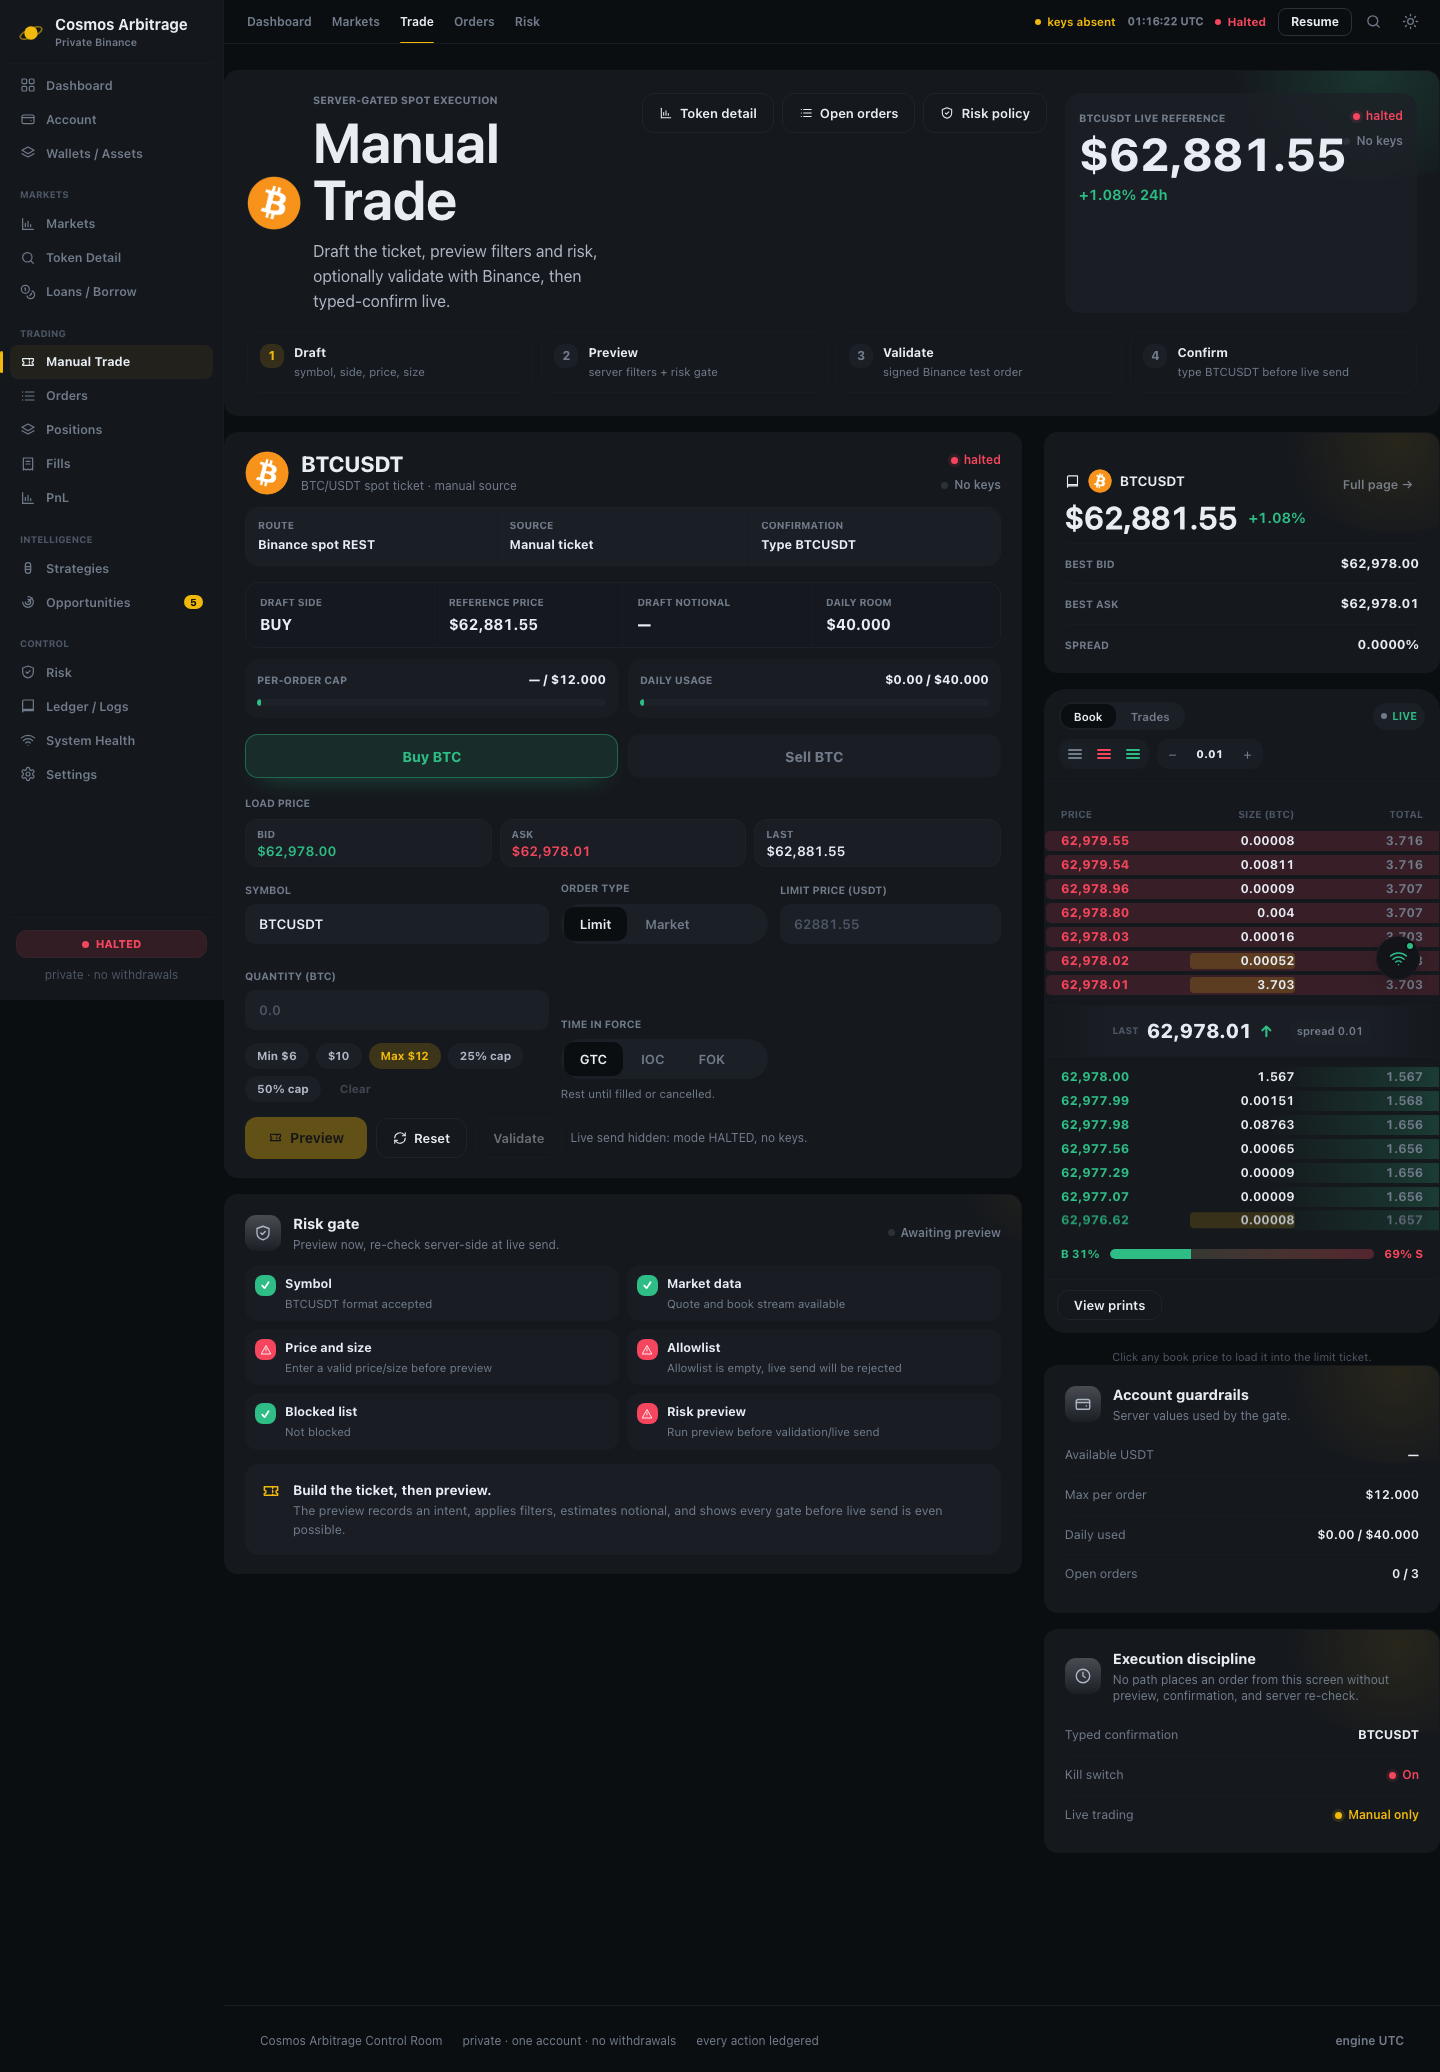 Cosmos Arbitrage
Private Binance
Dashboard
Account
Wallets / Assets
MARKETS
Markets
Token Detail
Loans / Borrow
TRADING
Manual Trade
Orders
Positions
Fills
PnL
INTELLIGENCE
Strategies
Opportunities 5
CONTROL
Risk
Ledger / Logs
System Health
Settings
HALTED
private · no withdrawals
Dashboard Markets Trade Orders Risk
keys absent 01:16:22 UTC Halted Resume
SERVER-GATED SPOT EXECUTION
Manual
Trade
Draft the ticket, preview filters and risk,
optionally validate with Binance, then
typed-confirm live.
Token detail Open orders Risk policy
BTCUSDT LIVE REFERENCE
halted
No keys
$62,881.55
+1.08% 24h
1 Draft
symbol, side, price, size
2 Preview
server filters + risk gate
3 Validate
signed Binance test order
4 Confirm
type BTCUSDT before live send
BTCUSDT
BTC/USDT spot ticket · manual source
halted
No keys
ROUTE
Binance spot REST
SOURCE
Manual ticket
CONFIRMATION
Type BTCUSDT
DRAFT SIDE
BUY
REFERENCE PRICE
$62,881.55
DRAFT NOTIONAL
—
DAILY ROOM
$40.000
PER-ORDER CAP — / $12.000
DAILY USAGE $0.00 / $40.000
Buy BTC Sell BTC
LOAD PRICE
BID
$62,978.00
ASK
$62,978.01
LAST
$62,881.55
SYMBOL
BTCUSDT
ORDER TYPE
Limit Market
LIMIT PRICE (USDT)
62881.55
QUANTITY (BTC)
0.0
Min $6 $10 Max $12 25% cap
50% cap Clear
TIME IN FORCE
GTC IOC FOK
Rest until filled or cancelled.
Preview Reset Validate Live send hidden: mode HALTED, no keys.
Risk gate
Preview now, re-check server-side at live send.
Awaiting preview
Symbol
BTCUSDT format accepted
Market data
Quote and book stream available
Price and size
Enter a valid price/size before preview
Allowlist
Allowlist is empty, live send will be rejected
Blocked list
Not blocked
Risk preview
Run preview before validation/live send
Build the ticket, then preview.
The preview records an intent, applies filters, estimates notional, and shows every gate before live send is even
possible.
BTCUSDT Full page →
$62,881.55 +1.08%
BEST BID $62,978.00
BEST ASK $62,978.01
SPREAD 0.0000%
Book Trades LIVE
− 0.01 +
PRICE SIZE (BTC) TOTAL
62,979.55 0.00008 3.716
62,979.54 0.00811 3.716
62,978.96 0.00009 3.707
62,978.80 0.004 3.707
62,978.03 0.00016 3.703
62,978.02 0.00052
62,978.01 3.703 3.703
LAST 62,978.01 ↑ spread 0.01
62,978.00 1.567 1.567
62,977.99 0.00151 1.568
62,977.98 0.08763 1.656
62,977.56 0.00065 1.656
62,977.29 0.00009 1.656
62,977.07 0.00009 1.656
62,976.62 0.00008 1.657
B 31% 69% S
View prints
Click any book price to load it into the limit ticket.
Account guardrails
Server values used by the gate.
Available USDT —
Max per order $12.000
Daily used $0.00 / $40.000
Open orders 0 / 3
Execution discipline
No path places an order from this screen without
preview, confirmation, and server re-check.
Typed confirmation BTCUSDT
Kill switch On
Live trading Manual only
Cosmos Arbitrage Control Room private · one account · no withdrawals every action ledgered engine UTC